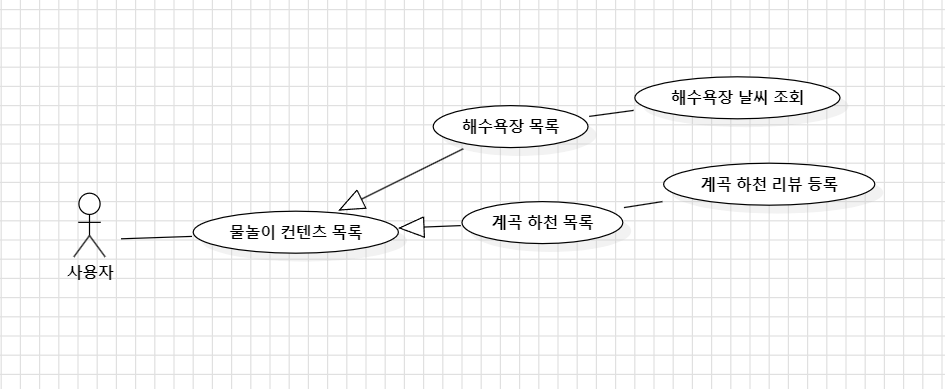 해수욕장 날씨 조회
해수욕장 목록
계곡 하천 리뷰 등록
계곡 하천 목록
물놀이 컨텐츠 목록
사용자